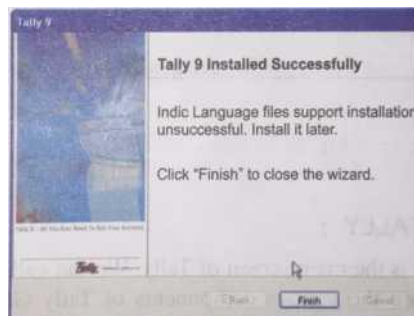 Tally 9
Tally 9 Installed Successfully
Indic Language files support installation
unsuccessful. Install it later.
Click "Finish" to close the wizard.
Tally
Finish
Cancel